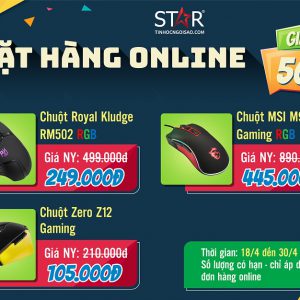 STAR
TINHOCNGOISAO.COM
ẶT HÀNG ONLINE
Chuột Royal Kludge
RM502 RGB
Giá NY: 499.000đ
249.000Đ
Chuột MSI M9
Gaming RGB
Giá NY: 890.
445.000
Chuột Zero Z12
Gaming
Giá NY: 210.000đ
105.000Đ
Thời gian: 18/4 đến 30/4
Số lượng có hạn - chỉ áp d
đơn hàng online